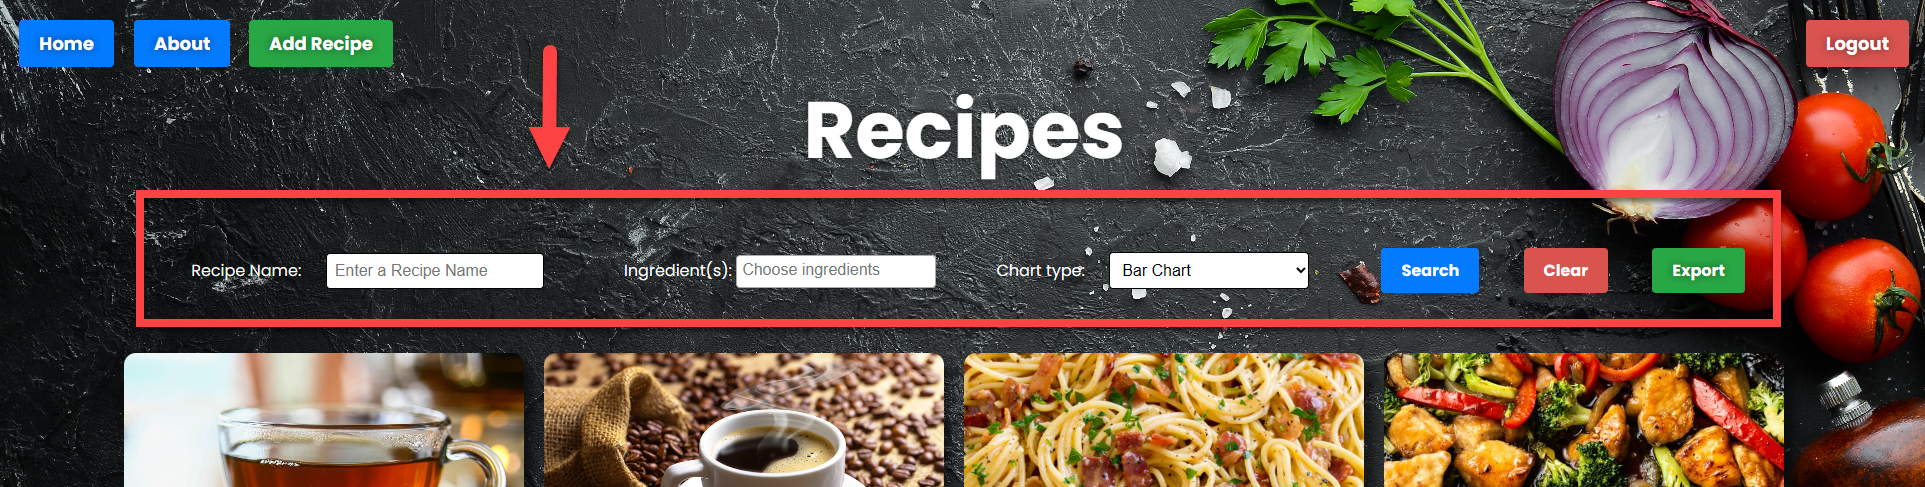 Home About Add Recipe Logout
Recipes
Recipe Name: Enter a Recipe Name Ingredient(s): Choose ingredients Chart type: Bar Chart Search Clear Export